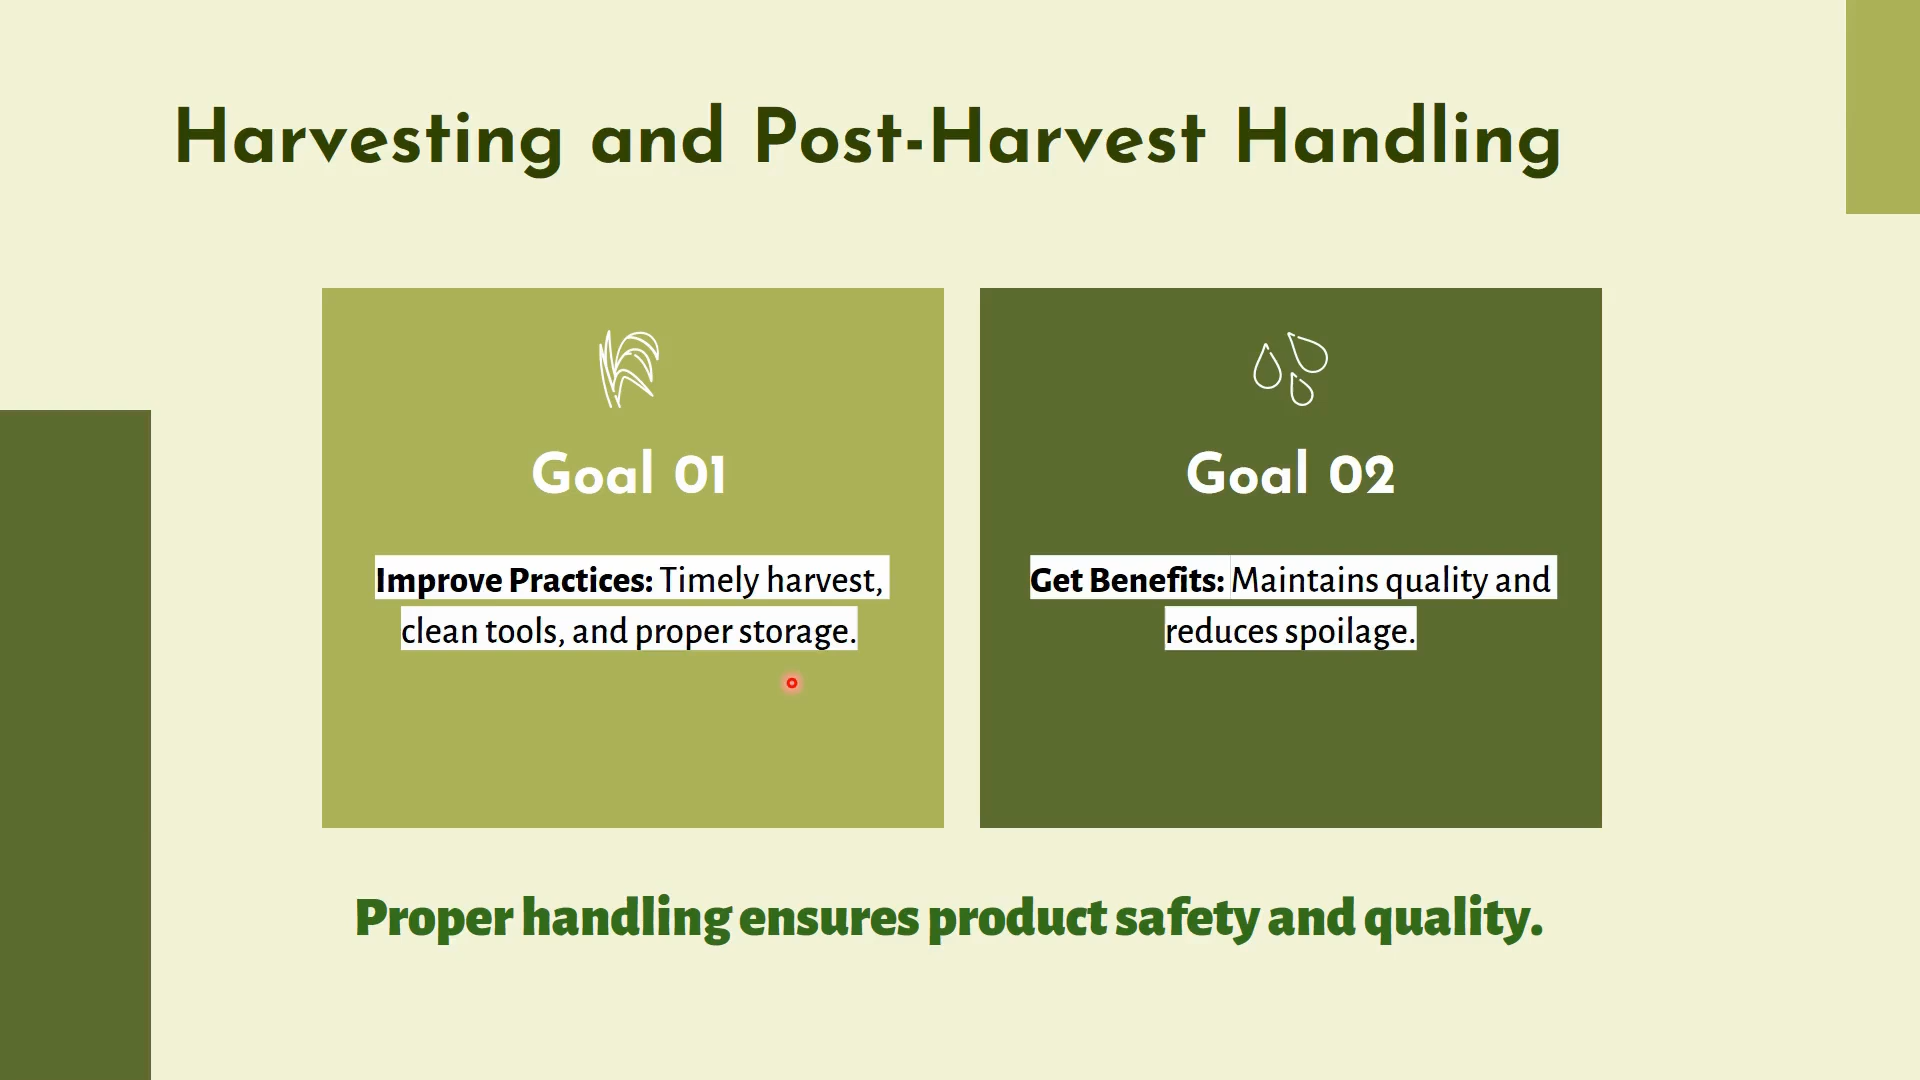 Harvesting and Post-Harvest Handling
Goal 01
Improve Practices: Timely harvest,
clean tools, and proper storage.
Goal 02
Get Benefits: Maintains quality and
reduces spoilage.
Proper handling ensures product safety and quality.